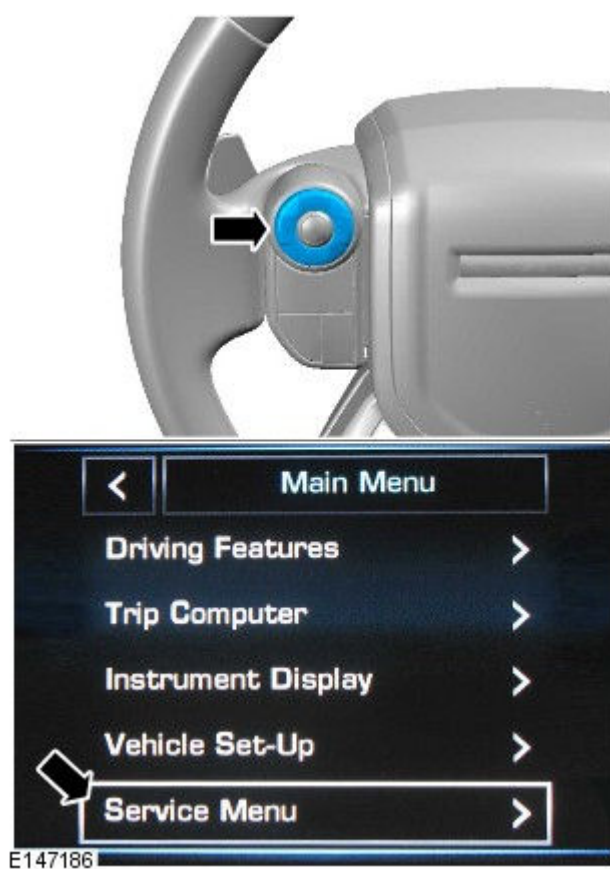 Main Menu
Driving Features
Trip Computer
Instrument Display
Vehicle Set-Up
Service Menu
E147186